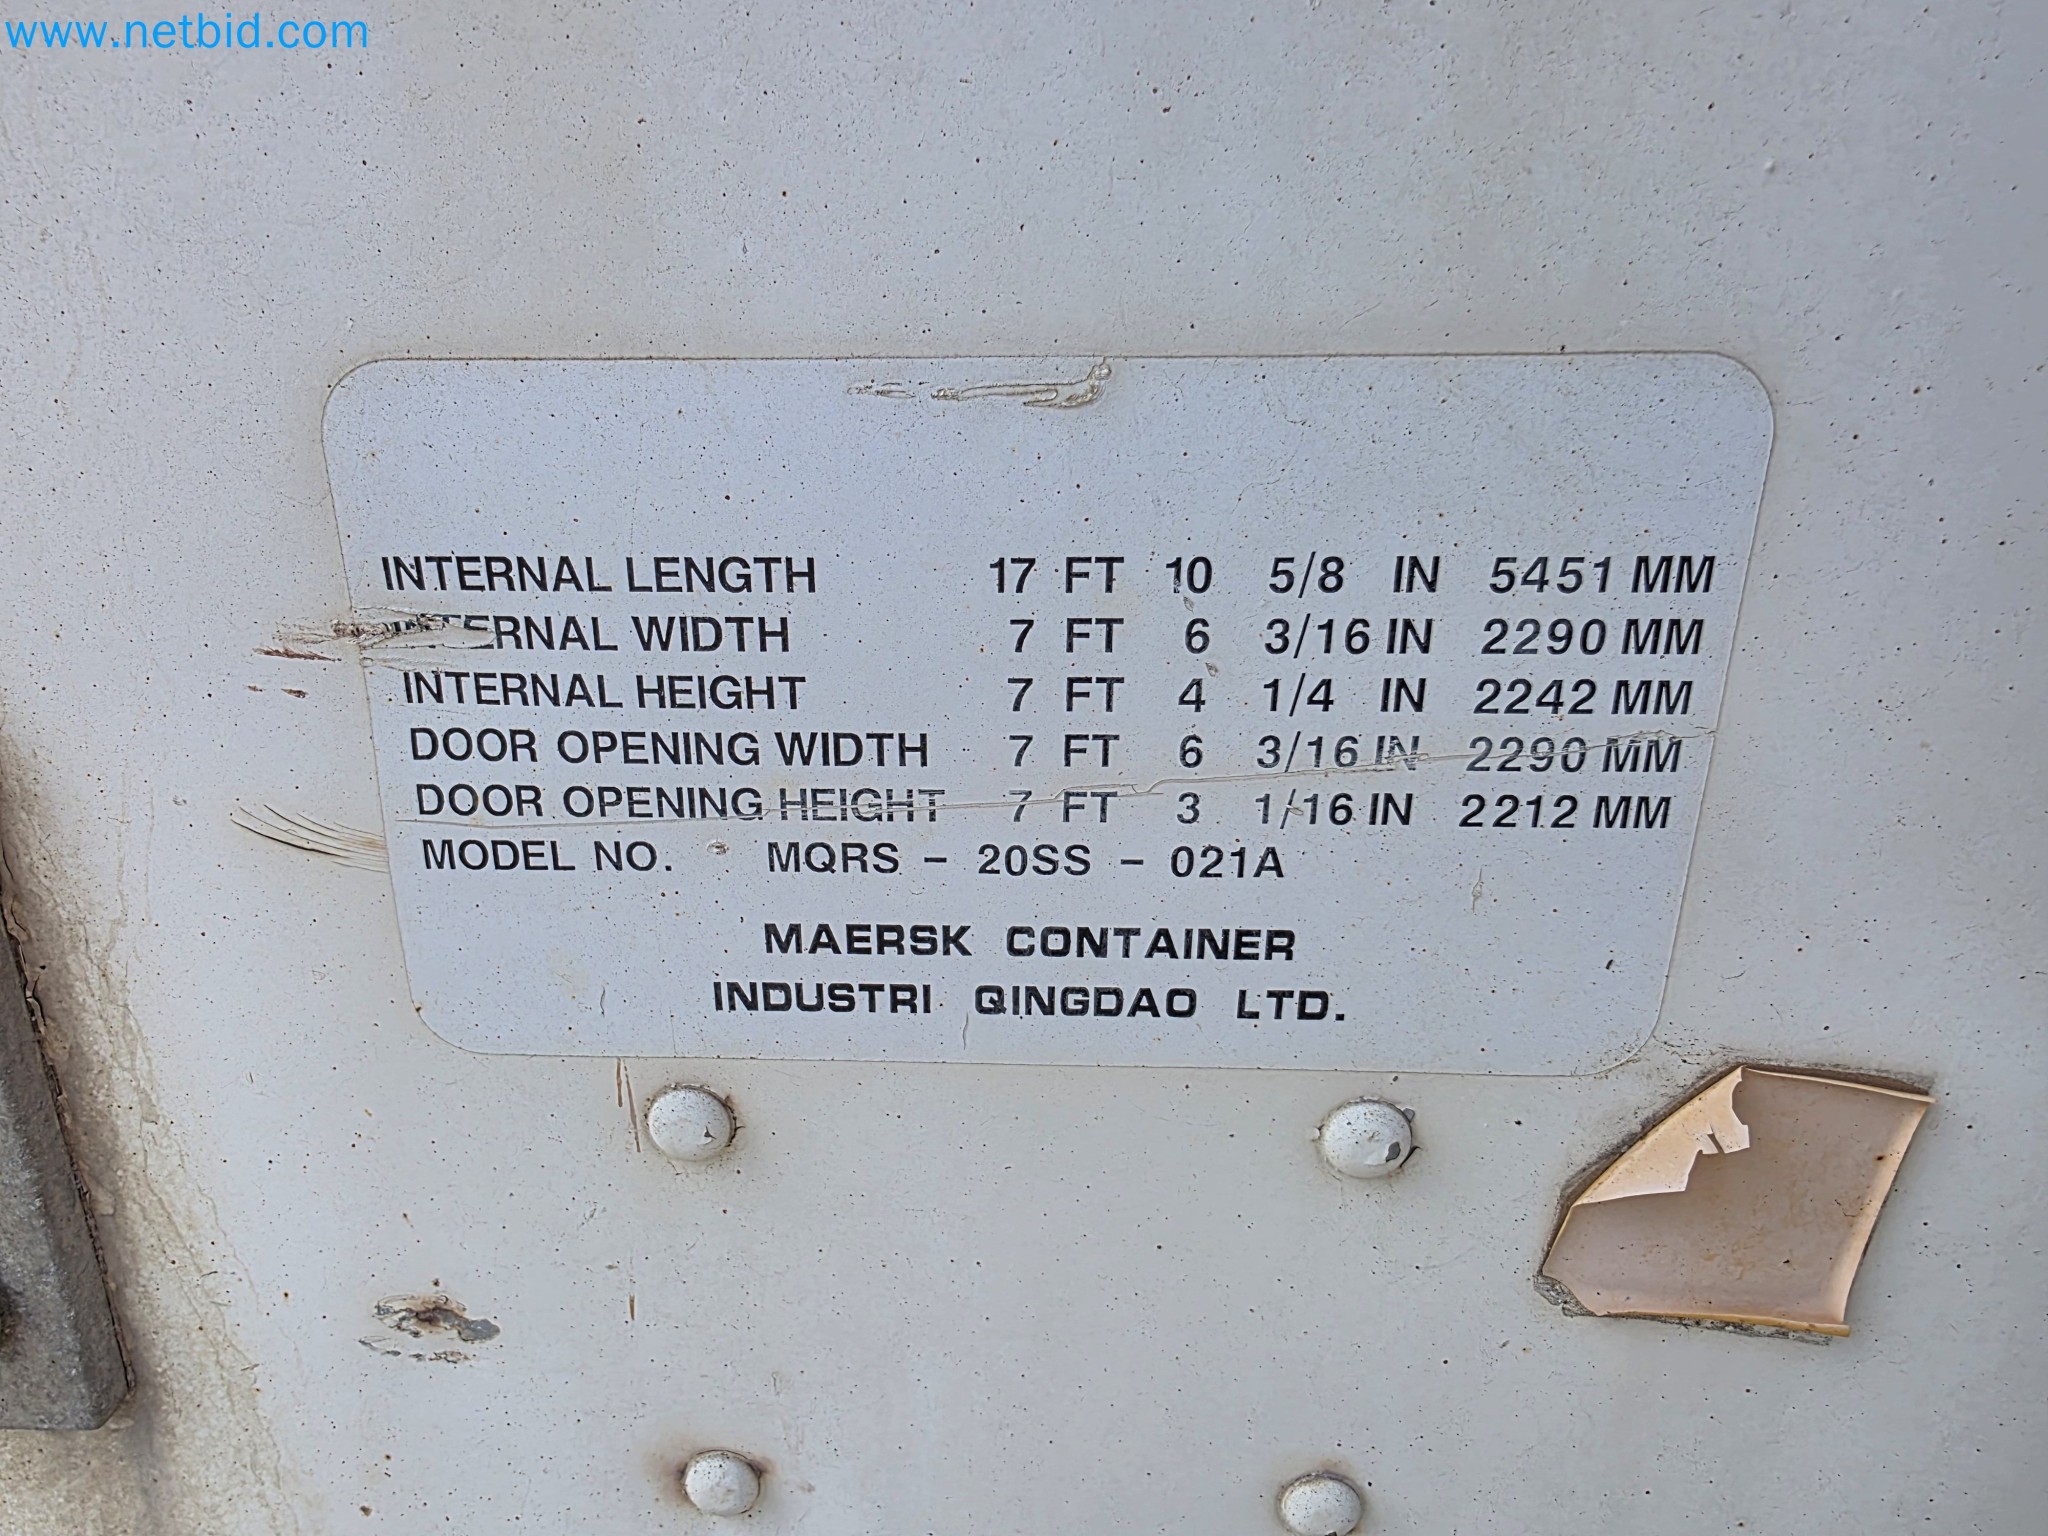 www.netbid.com
INTERNAL LENGTH 17 FT 10 5/8 IN 5451 MM
INTERNAL WIDTH 7 FT 6 3/16 IN 2290 MM
INTERNAL HEIGHT 7 FT 4 1/4 IN 2242 MM
DOOR OPENING WIDTH 7 FT 6 3/16 IN 2290 MM
DOOR OPENING HEIGHT 7 FT 3 1/16 IN 2212 MM
MODEL NO. MQRS - 20SS - 021A
MAERSK CONTAINER
INDUSTRI QINGDAO LTD.